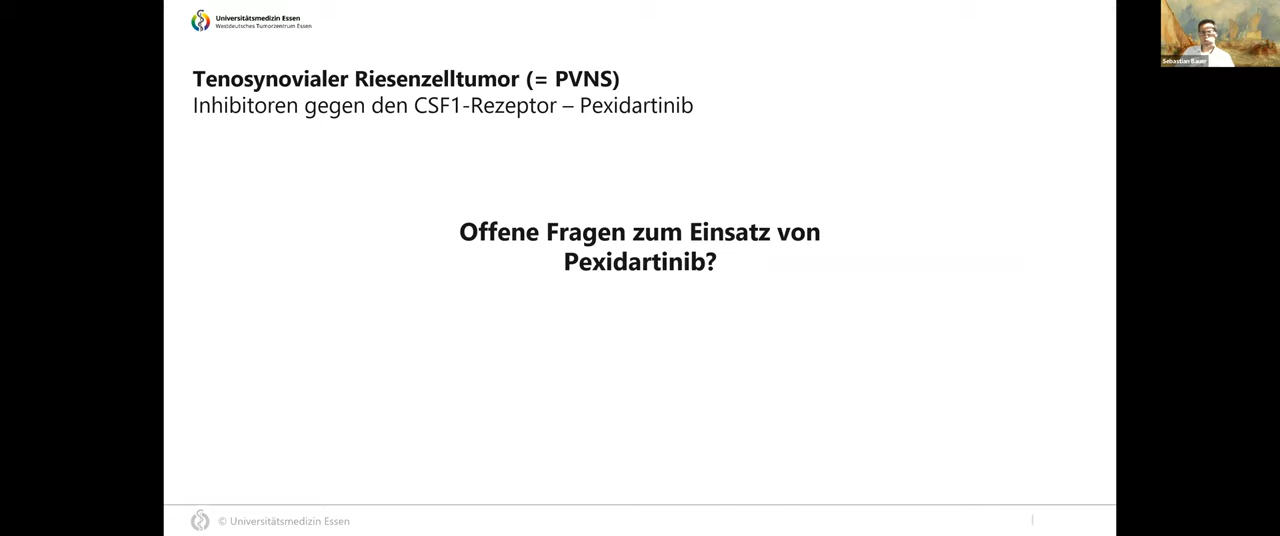 Universitätsmedizin Essen
Westdeutsches Tumorzentrum Essen
Sebastian Bauer
Tenosynovialer Riesenzelltumor (= PVNS)
Inhibitoren gegen den CSF1-Rezeptor – Pexidartinib
Offene Fragen zum Einsatz von
Pexidartinib?
© Universitätsmedizin Essen